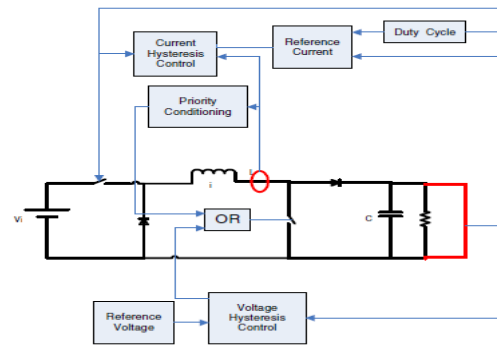 Current
Hysteresis
Control
Reference
Current
Duty Cycle
Priority
Conditioning
i
L
Vi
OR
C
Reference
Voltage
Voltage
Hysteresis
Control